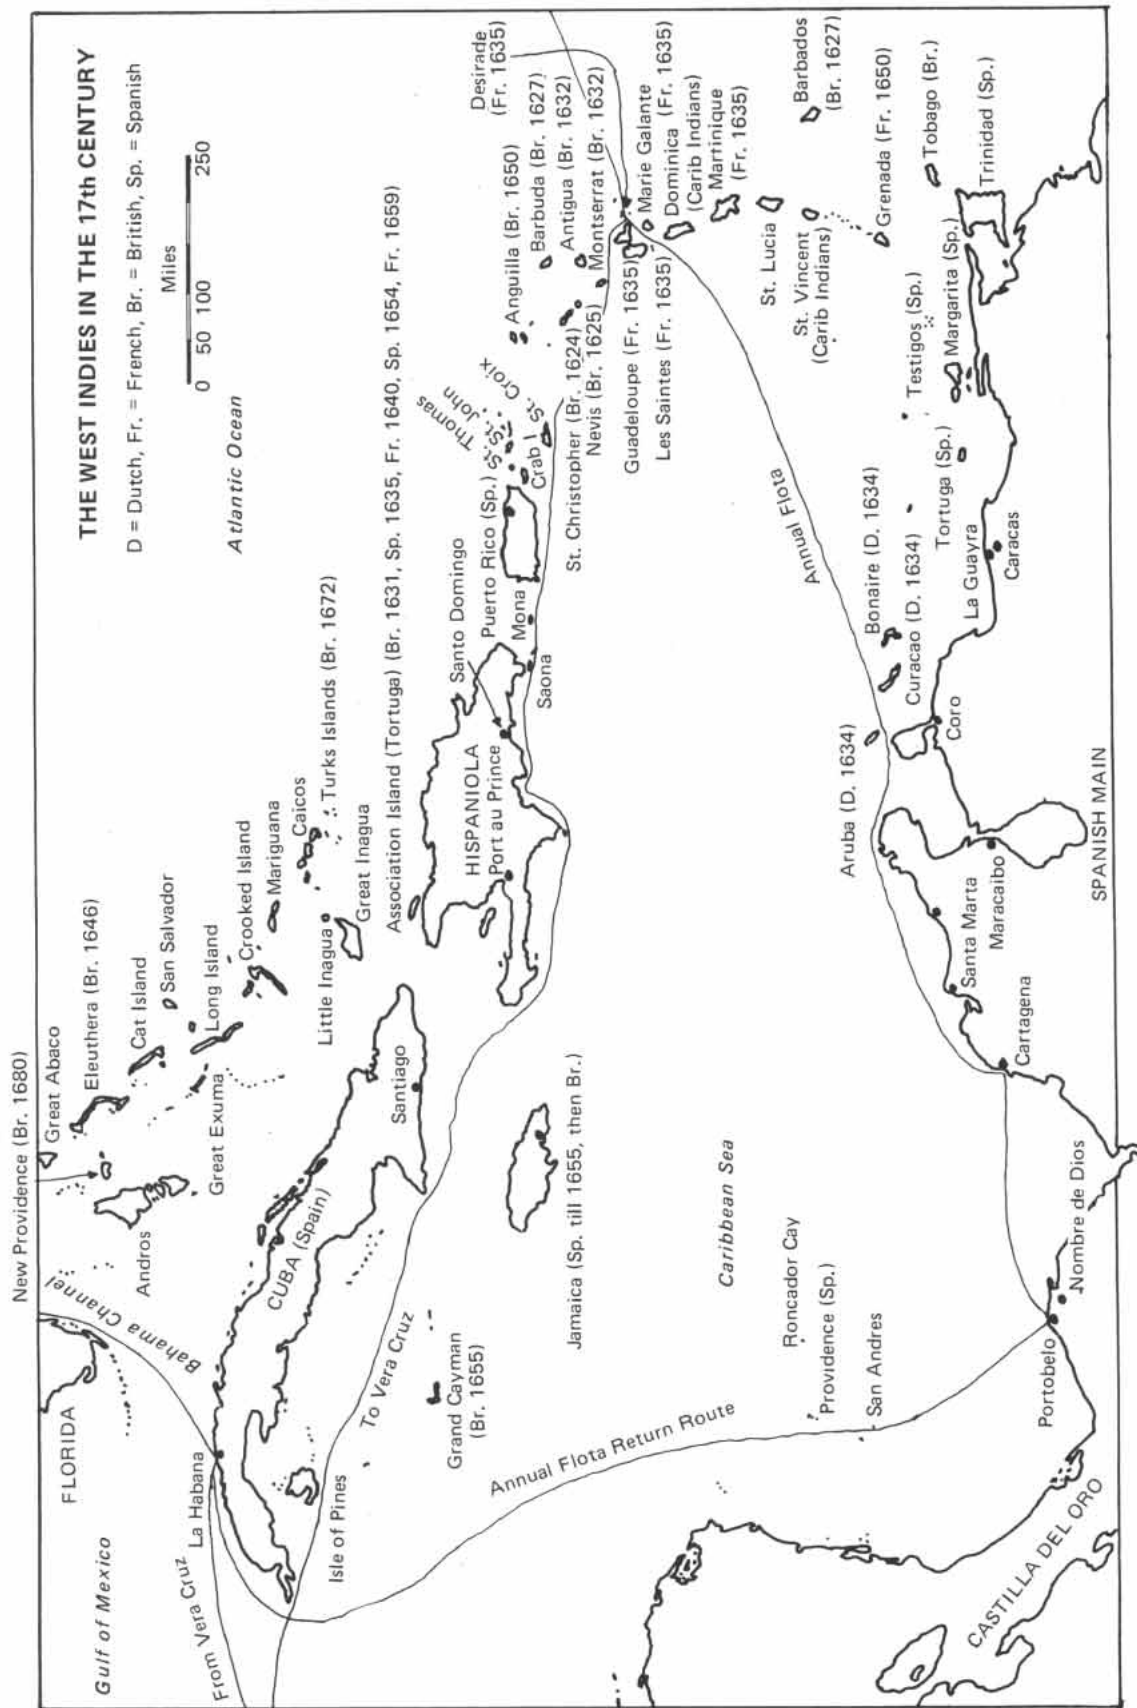 THE WEST INDIES IN THE 17th CENTURY
D = Dutch, Fr. = French, Br. = British, Sp. = Spanish
Miles
0 50 100 250
Atlantic Ocean
New Providence (Br. 1680)
Great Abaco
Eleuthera (Br. 1646)
Cat Island
San Salvador
Long Island
Crooked Island
Mariguana
Caicos
Turks Islands (Br. 1672)
Andros
Great Exuma
Little Inagua
Great Inagua
Gulf of Mexico
FLORIDA
Bahama Channel
From Vera Cruz
La Habana
CUBA (Spain)
Santiago
Isle of Pines
To Vera Cruz
Grand Cayman
(Br. 1655)
Jamaica (Sp. till 1655, then Br.)
Association Island (Tortuga) (Br. 1631, Sp. 1635, Fr. 1640, Sp. 1654, Fr. 1659)
HISPANIOLA
Port au Prince
Santo Domingo
Saona
Mona
Puerto Rico (Sp.)
Crab I
St. Thomas
St. John
St. Croix
Anguilla (Br. 1650)
Barbuda (Br. 1627)
Antigua (Br. 1632)
Montserrat (Br. 1632)
Desirade
(Fr. 1635)
St. Christopher (Br. 1624)
Nevis (Br. 1625)
Guadeloupe (Fr. 1635)
Les Saintes (Fr. 1635)
Marie Galante
(Fr. 1635)
Dominica
(Carib Indians)
Martinique
(Fr. 1635)
St. Lucia
St. Vincent
(Carib Indians)
Barbados
(Br. 1627)
Grenada (Fr. 1650)
Tobago (Br.)
Trinidad (Sp.)
Testigos (Sp.)
Margarita (Sp.)
Tortuga (Sp.)
La Guayra
Caracas
Annual Flota
Bonaire (D. 1634)
Curacao (D. 1634)
Aruba (D. 1634)
Coro
Maracaibo
Santa Marta
Cartagena
SPANISH MAIN
Caribbean Sea
Roncador Cay
Providence (Sp.)
San Andres
Annual Flota Return Route
Nombre de Dios
Portobelo
CASTILLA DEL ORO